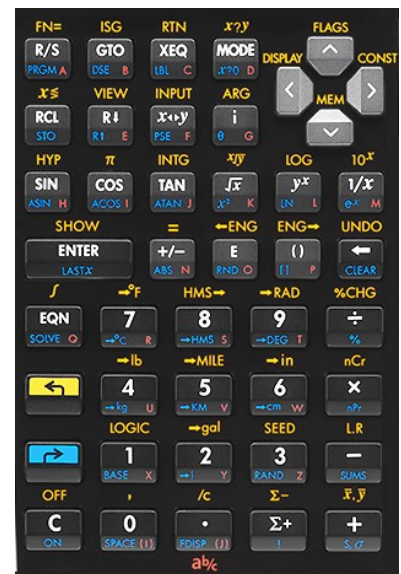 FN= ISG RTN x?y FLAGS
R/S GTO XEQ MODE DISPLAY CONST
PRGM A DSE B LBL C x?0 D
x≶ VIEW INPUT ARG MEM
RCL R↓ x◂▸y i
STO R↑ E PSE F θ G
HYP π INTG x√y LOG 10ˣ
SIN COS TAN √x yˣ 1/x
ASIN H ACOS I ATAN J x² K LN L eˣ M
SHOW = ←ENG ENG→ UNDO
ENTER +/− E () ←
LASTx ABS N RND O [] P CLEAR
∫ →°F HMS→ →RAD %CHG
EQN 7 8 9 ÷
SOLVE Q →°C R →HMS S →DEG T %
→lb →MILE →in nCr
4 5 6 ×
→kg U →KM V →cm W nPr
LOGIC →gal SEED L.R
1 2 3 −
BASE X →l Y RAND Z SUMS
OFF , /c Σ− x̄,ȳ
C 0 · Σ+ +
ON SPACE (I) FDISP (J) ! S,σ
ab/c